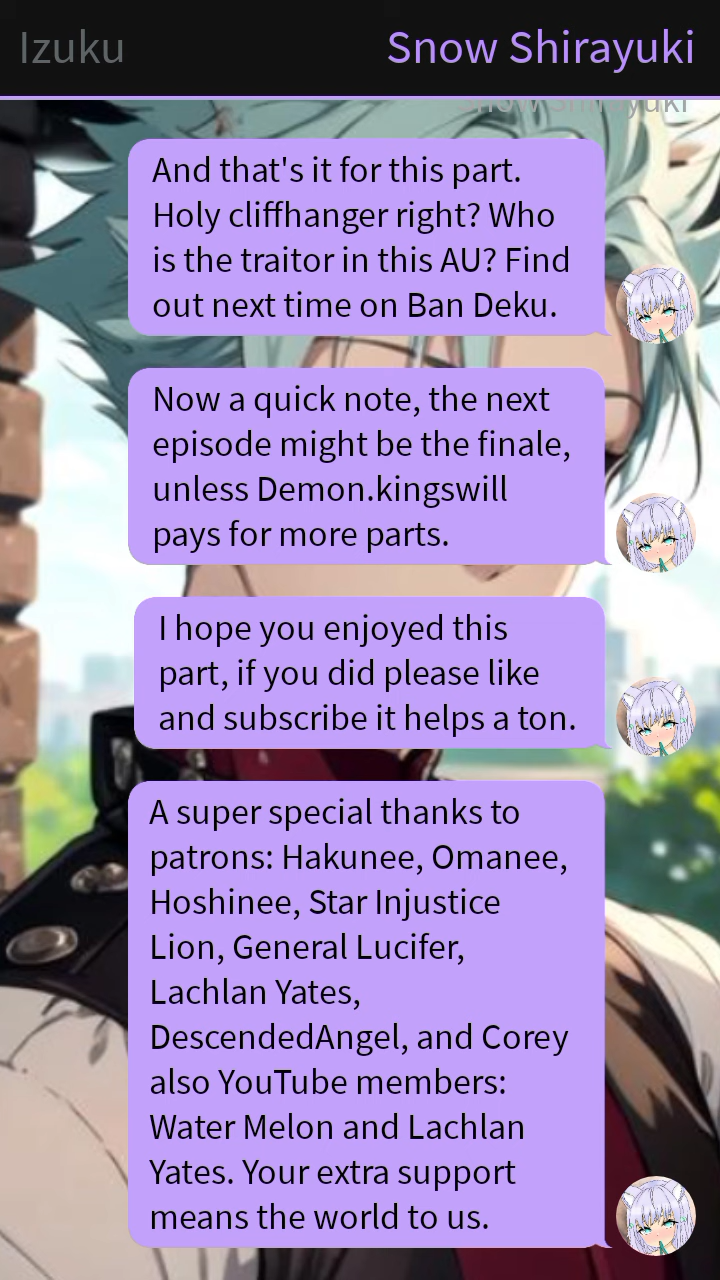 Izuku
Snow Shirayuki
Snow Shirayuki
And that's it for this part.
Holy cliffhanger right? Who
is the traitor in this AU? Find
out next time on Ban Deku.
Now a quick note, the next
episode might be the finale,
unless Demon.kingswill
pays for more parts.
I hope you enjoyed this
part, if you did please like
and subscribe it helps a ton.
A super special thanks to
patrons: Hakunee, Omanee,
Hoshinee, Star Injustice
Lion, General Lucifer,
Lachlan Yates,
DescendedAngel, and Corey
also YouTube members:
Water Melon and Lachlan
Yates. Your extra support
means the world to us.